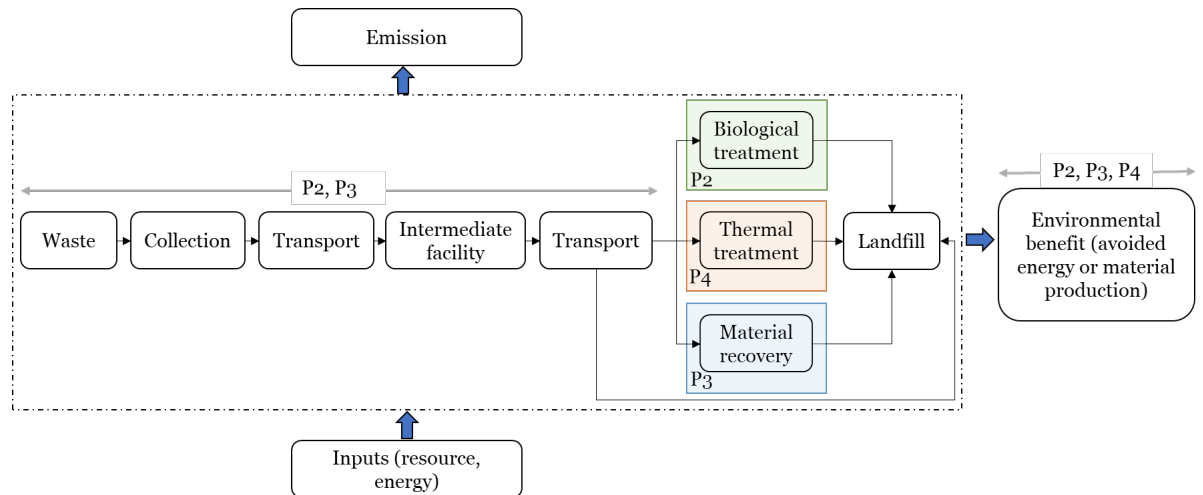 Emission
Biological
treatment
P2
P2, P3
P2, P3, P4
Waste
Collection
Transport
Intermediate
facility
Transport
Thermal
treatment
P4
Landfill
Environmental
benefit (avoided
energy or material
production)
Material
recovery
P3
Inputs (resource,
energy)